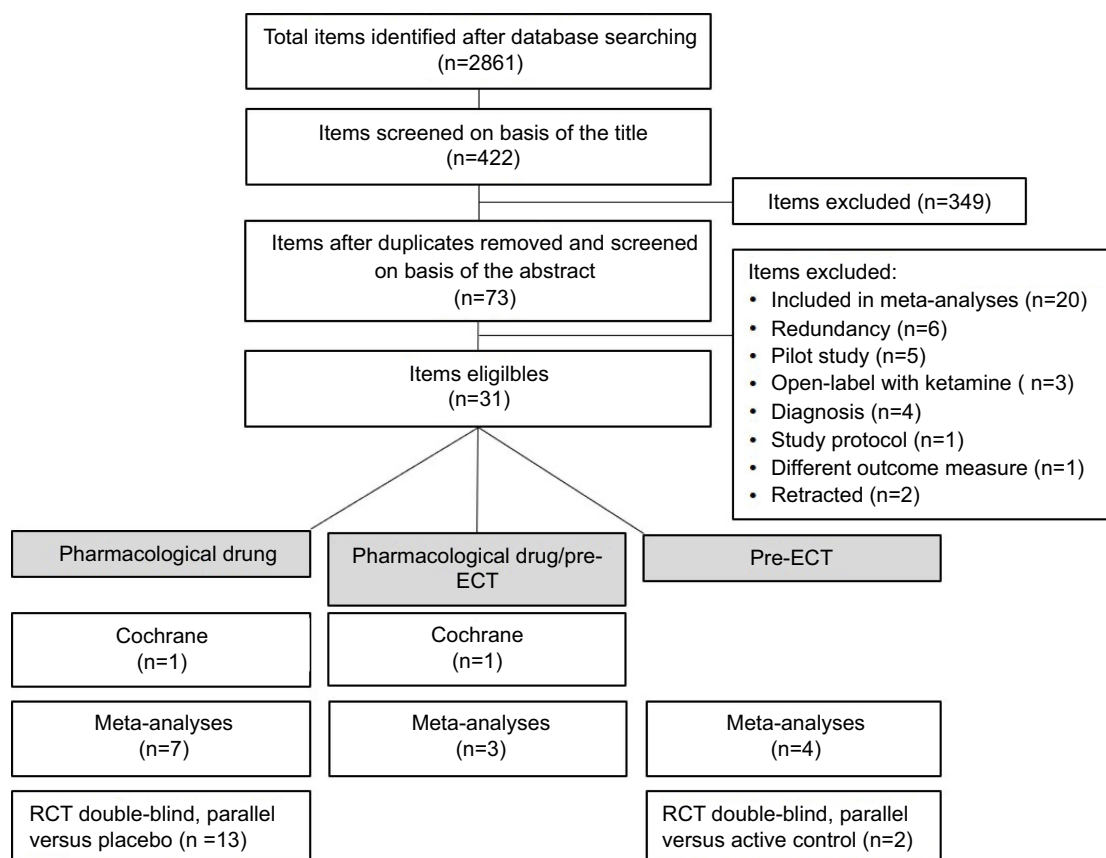 Total items identified after database searching
(n=2861)
Items screened on basis of the title
(n=422)
Items excluded (n=349)
Items after duplicates removed and screened
on basis of the abstract
(n=73)
Items excluded:
• Included in meta-analyses (n=20)
• Redundancy (n=6)
• Pilot study (n=5)
• Open-label with ketamine ( n=3)
• Diagnosis (n=4)
• Study protocol (n=1)
• Different outcome measure (n=1)
• Retracted (n=2)
Items eligilbles
(n=31)
Pharmacological drung
Pharmacological drug/pre-
ECT
Pre-ECT
Cochrane
(n=1)
Cochrane
(n=1)
Meta-analyses
(n=7)
Meta-analyses
(n=3)
Meta-analyses
(n=4)
RCT double-blind, parallel
versus placebo (n =13)
RCT double-blind, parallel
versus active control (n=2)